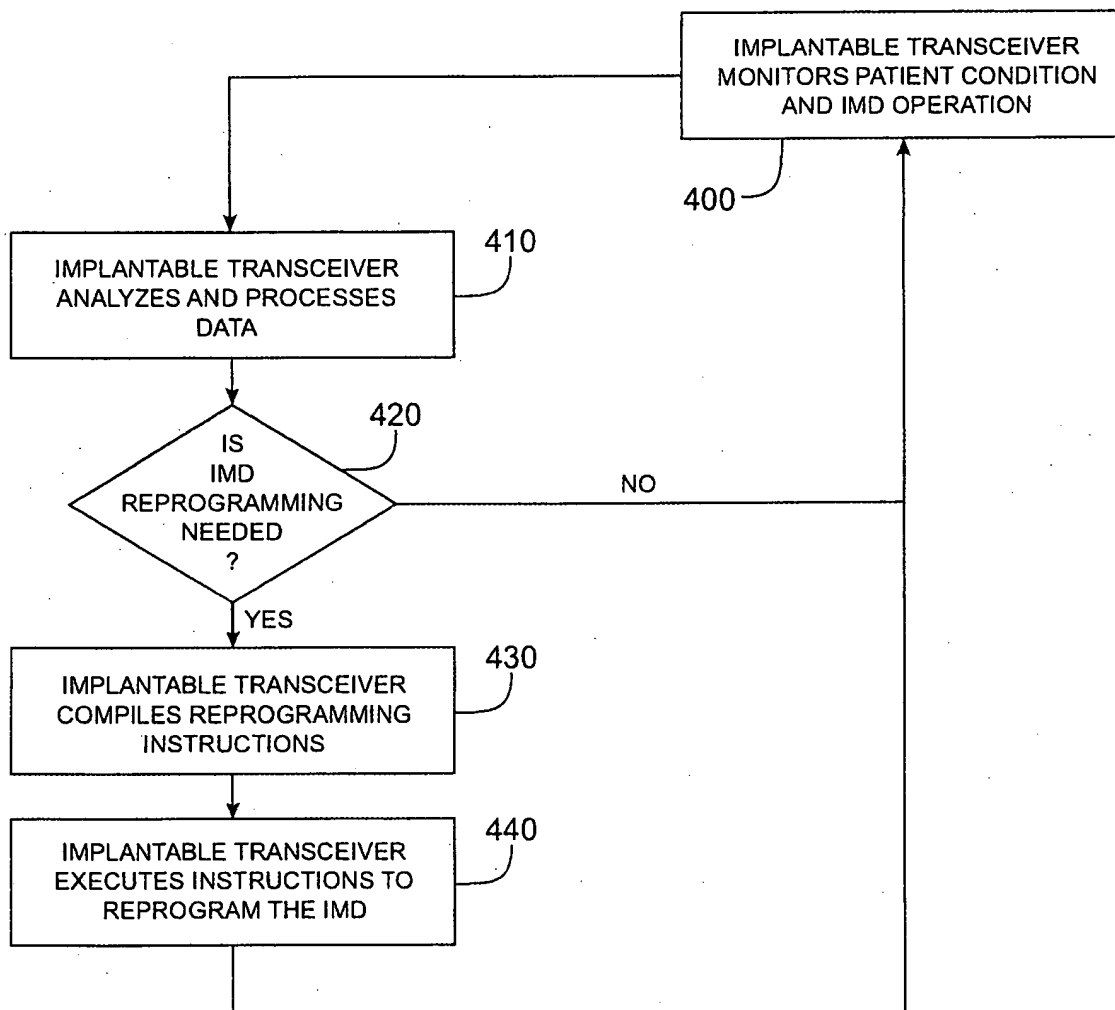 IMPLANTABLE TRANSCEIVER
MONITORS PATIENT CONDITION
AND IMD OPERATION
400
410
IMPLANTABLE TRANSCEIVER
ANALYZES AND PROCESSES
DATA
420
IS
IMD
REPROGRAMMING
NEEDED
?
NO
YES
430
IMPLANTABLE TRANSCEIVER
COMPILES REPROGRAMMING
INSTRUCTIONS
440
IMPLANTABLE TRANSCEIVER
EXECUTES INSTRUCTIONS TO
REPROGRAM THE IMD